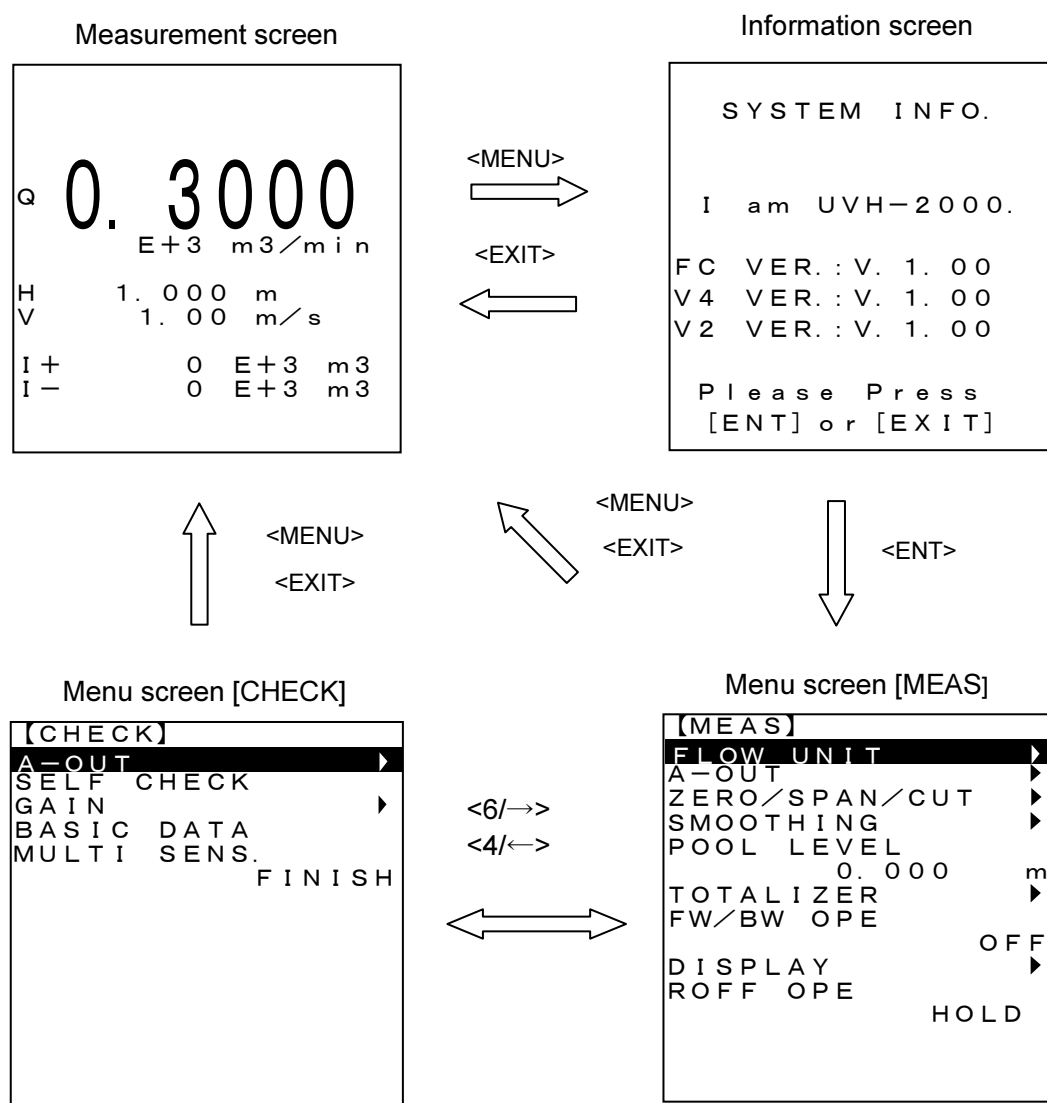 Measurement screen
Q 0. 3000
E+3 m3/min
H 1. 000 m
V 1. 00 m/s
I+ 0 E+3 m3
I− 0 E+3 m3
<MENU>
<EXIT>
Information screen
SYSTEM INFO.
I am UVH−2000.
FC VER.:V. 1. 00
V4 VER.:V. 1. 00
V2 VER.:V. 1. 00
Please Press
[ENT] or [EXIT]
<MENU>
<EXIT>
<MENU>
<EXIT>
<ENT>
Menu screen [CHECK]
【CHECK】
A−OUT
SELF CHECK
GAIN
BASIC DATA
MULTI SENS.
FINISH
<6/→>
<4/←>
Menu screen [MEAS]
【MEAS】
FLOW UNIT
A−OUT
ZERO/SPAN/CUT
SMOOTHING
POOL LEVEL
0. 000 m
TOTALIZER
FW/BW OPE
OFF
DISPLAY
ROFF OPE
HOLD